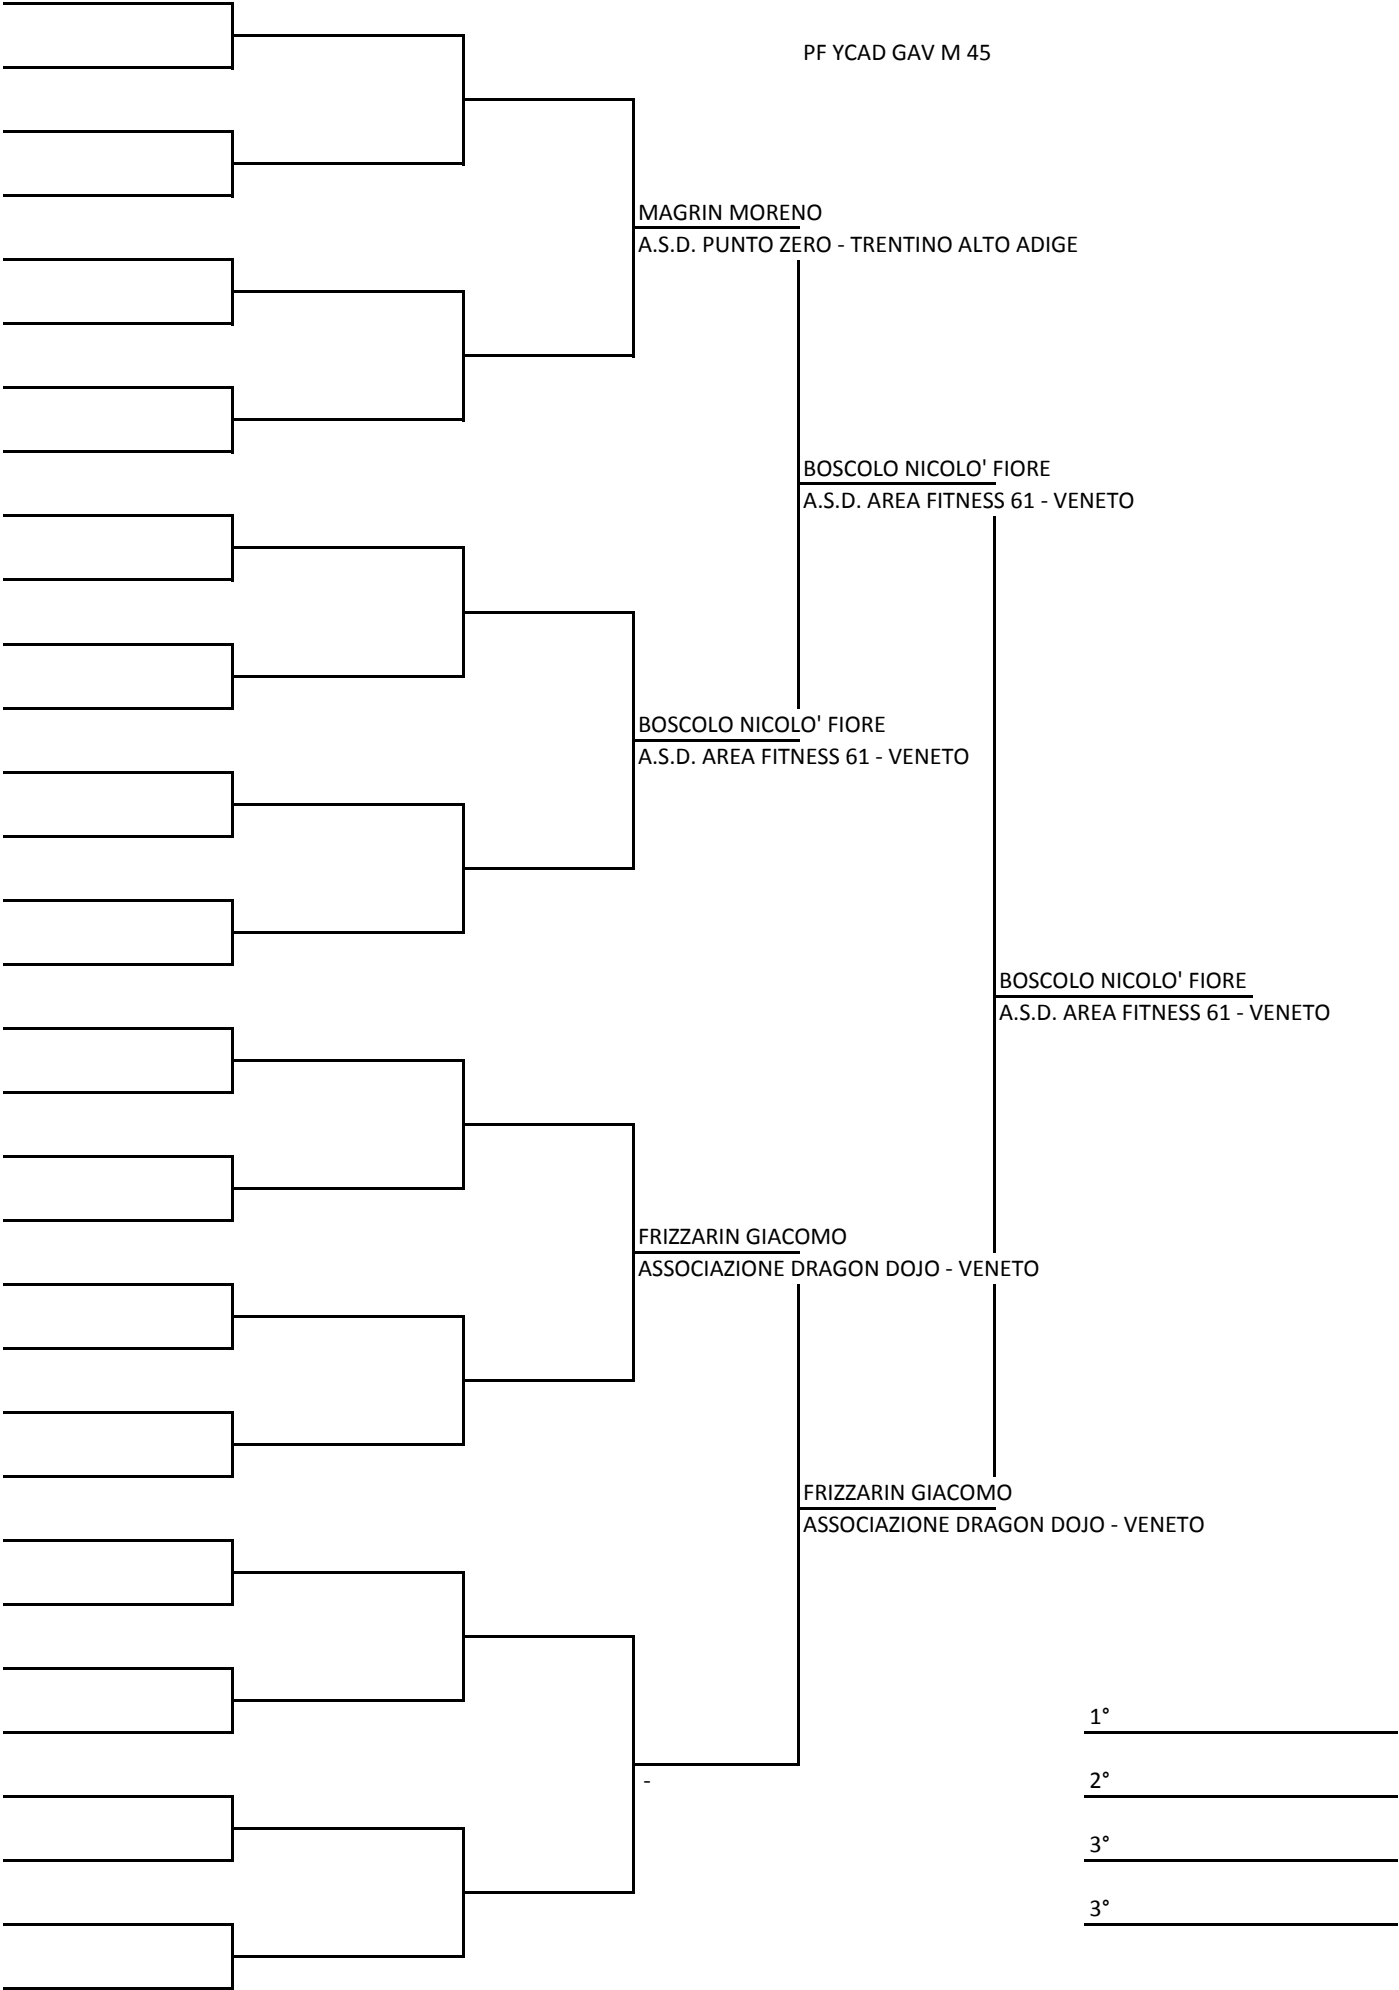 PF YCAD GAV M 45
MAGRIN MORENO
A.S.D. PUNTO ZERO - TRENTINO ALTO ADIGE
BOSCOLO NICOLO' FIORE
A.S.D. AREA FITNESS 61 - VENETO
BOSCOLO NICOLO' FIORE
A.S.D. AREA FITNESS 61 - VENETO
BOSCOLO NICOLO' FIORE
A.S.D. AREA FITNESS 61 - VENETO
FRIZZARIN GIACOMO
ASSOCIAZIONE DRAGON DOJO - VENETO
FRIZZARIN GIACOMO
ASSOCIAZIONE DRAGON DOJO - VENETO
1°
-
2°
3°
3°